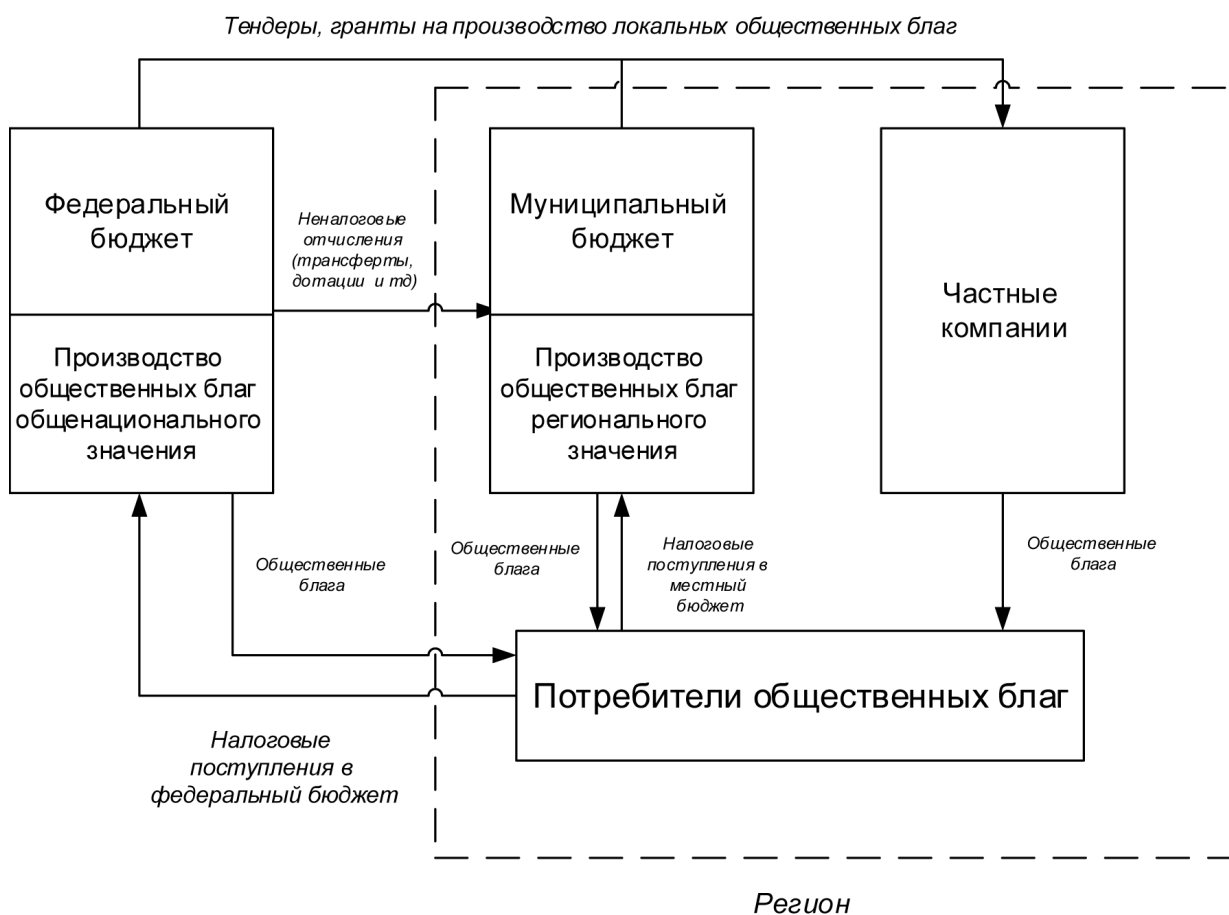 Тендеры, гранты на производство локальных общественных благ
Федеральный
бюджет
Неналоговые
отчисления
(трансферты,
дотации и тд)
Муниципальный
бюджет
Частные
компании
Производство
общественных благ
общенационального
значения
Производство
общественных благ
регионального
значения
Общественные
блага
Общественные
блага
Налоговые
поступления в
местный
бюджет
Общественные
блага
Потребители общественных благ
Налоговые
поступления в
федеральный бюджет
Регион